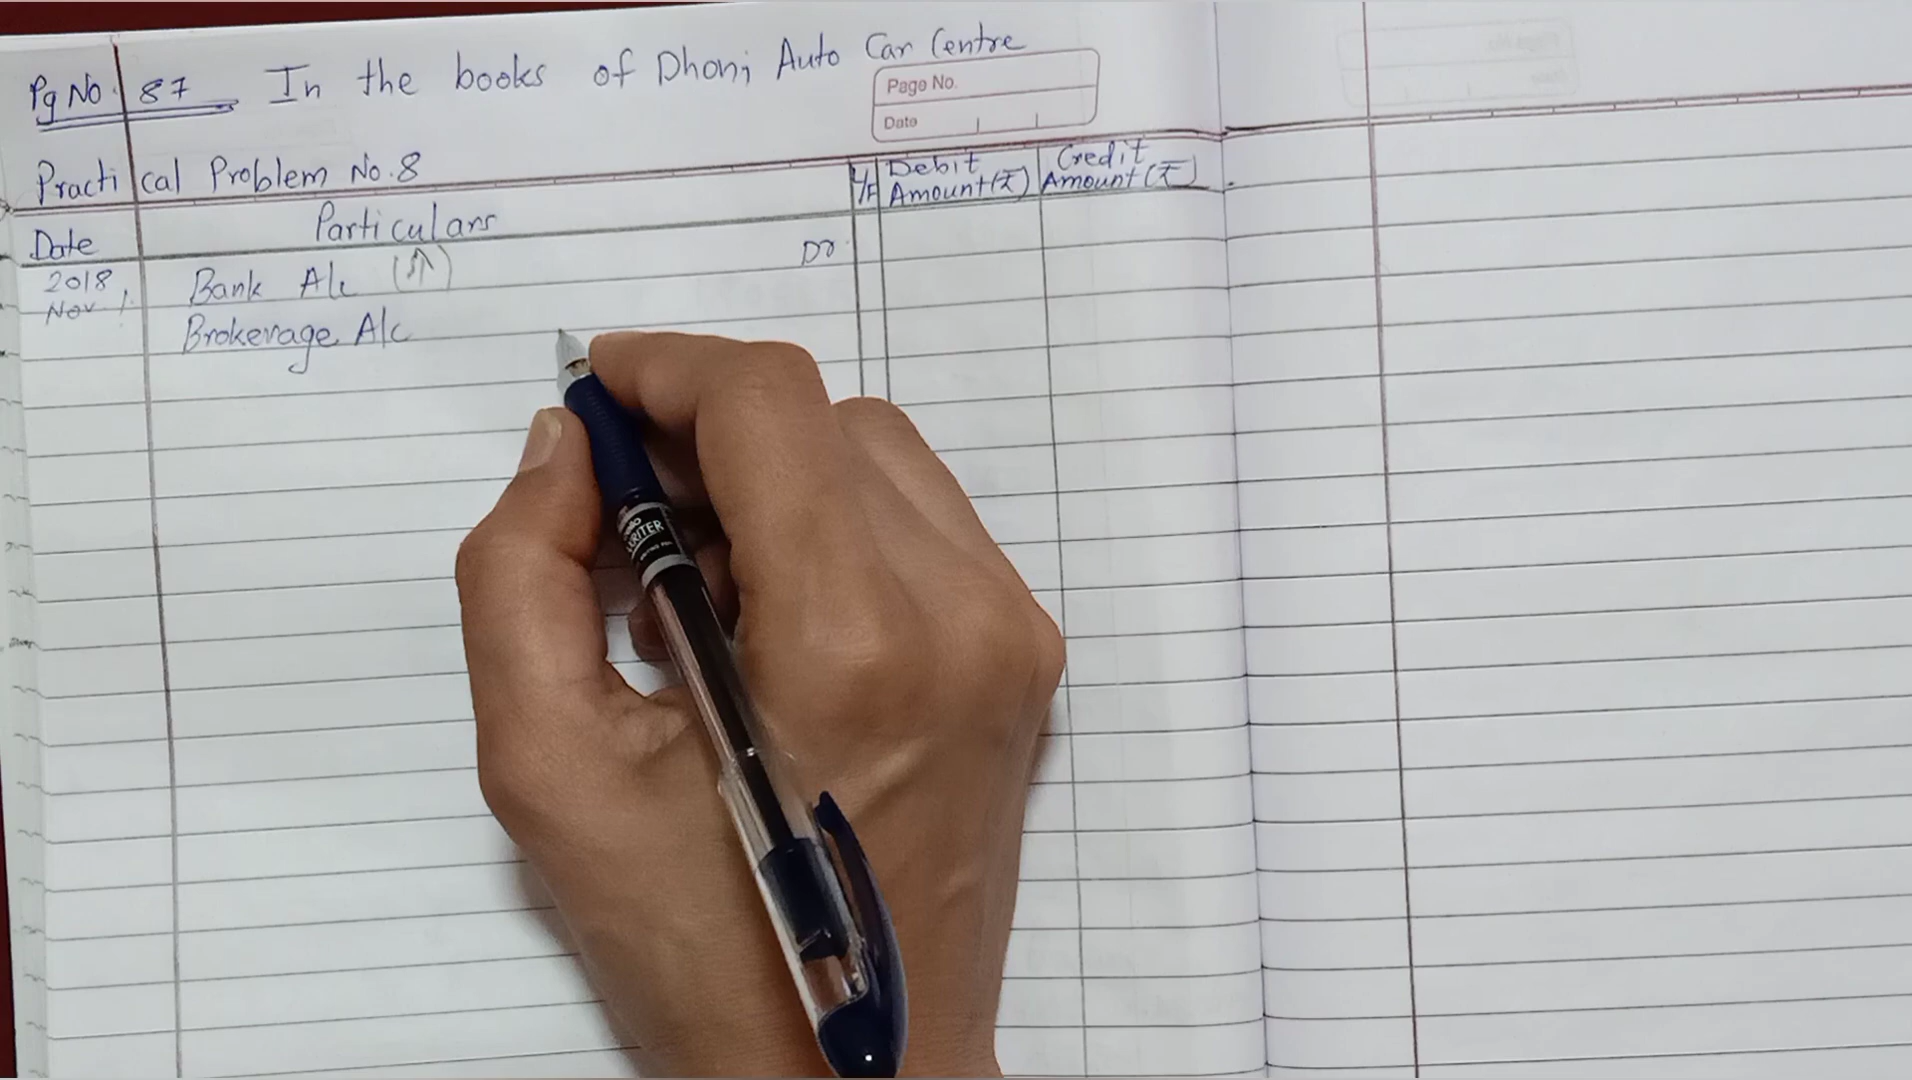 Pg No. 87 In the books of Dhoni Auto Car Centre
Page No.
Date
Practical Problem No. 8
Date Particulars L/F Debit Amount (₹) Credit Amount (₹)
2018 Nov 1 Bank A/c (↑) Dr
Brokerage A/c
WRITER